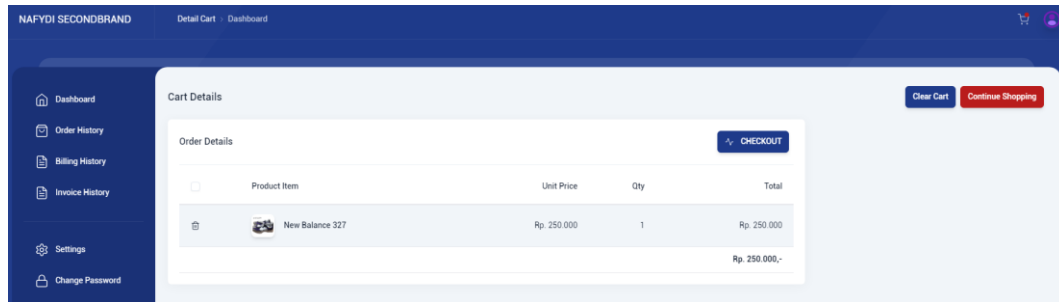 NAFYDI SECONDBRAND
Detail Cart › Dashboard
Dashboard
Order History
Billing History
Invoice History
Settings
Change Password
Cart Details
Clear Cart
Continue Shopping
Order Details
CHECKOUT
Product Item Unit Price Qty Total
New Balance 327 Rp. 250.000 1 Rp. 250.000
Rp. 250.000,-